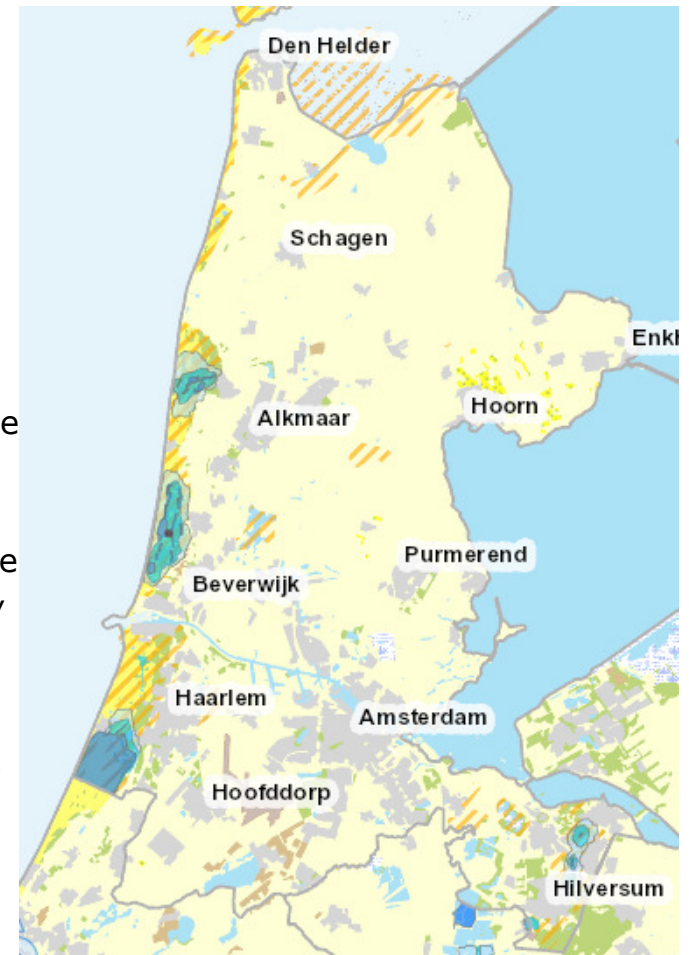 Den Helder
Schagen
Enkh
Alkmaar
Hoorn
e
e
Purmerend
Beverwijk
Haarlem
Amsterdam
Hoofddorp
Hilversum